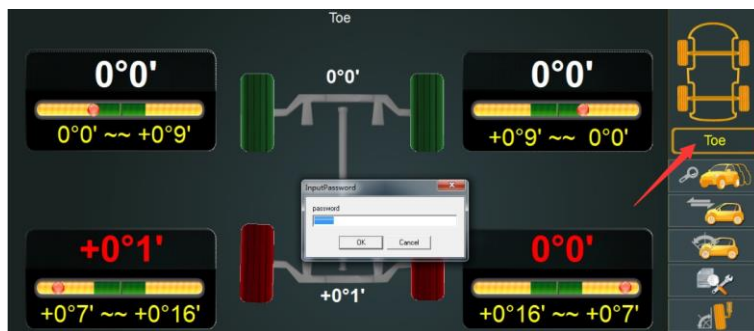 Toe
0°0'
0°0'
0°0'
0°0' ~~ +0°9'
+0°9' ~~ 0°0'
Toe
InputPassword
password
OK
Cancel
+0°1'
0°0'
+0°1'
+0°7' ~~ +0°16'
+0°16' ~~ +0°7'